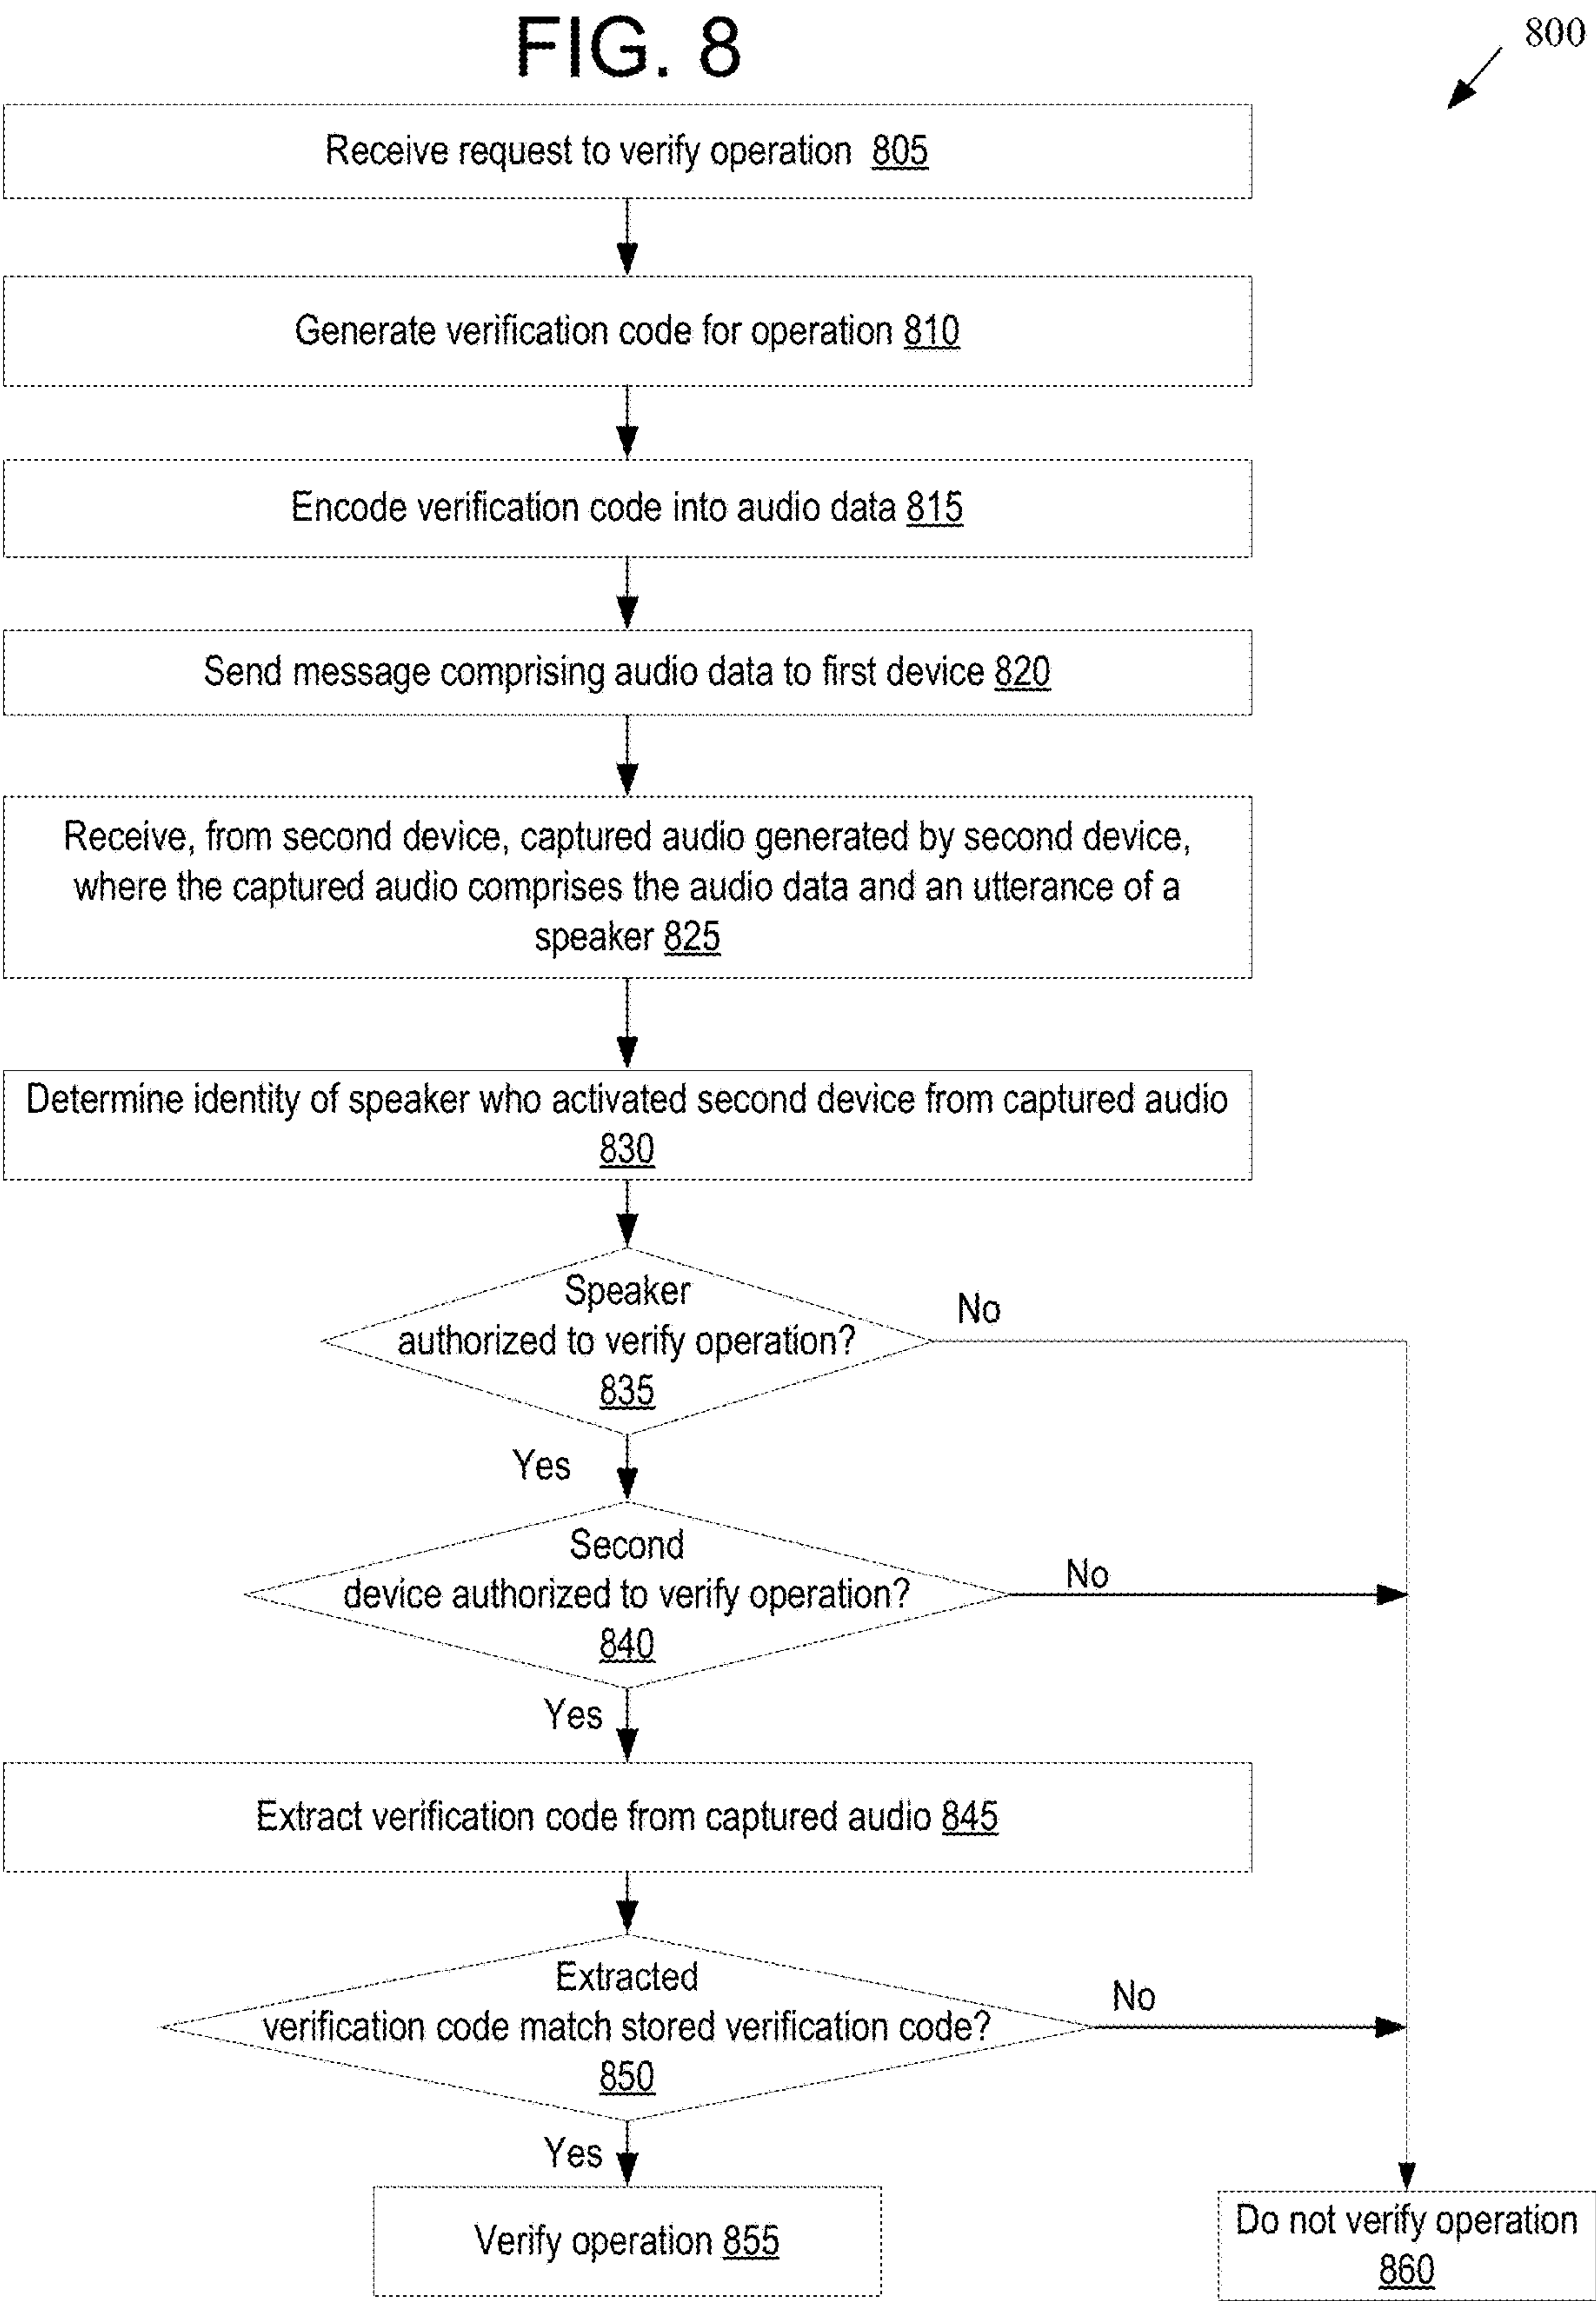 FIG. 8
800
Receive request to verify operation 805
Generate verification code for operation 810
Encode verification code into audio data 815
Send message comprising audio data to first device 820
Receive, from second device, captured audio generated by second device,
where the captured audio comprises the audio data and an utterance of a
speaker 825
Determine identity of speaker who activated second device from captured audio
830
Speaker
authorized to verify operation?
835
No
Yes
Second
device authorized to verify operation?
840
No
Yes
Extract verification code from captured audio 845
Extracted
verification code match stored verification code?
850
No
Yes
Verify operation 855
Do not verify operation
860